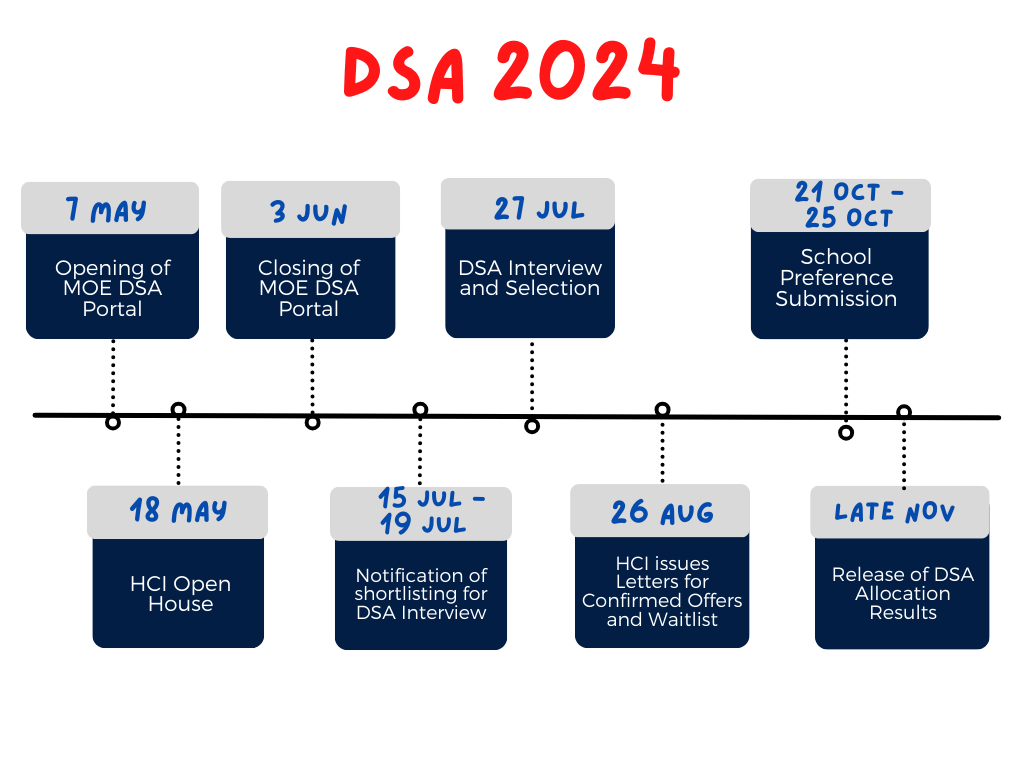 DSA 2024
7 MAY
Opening of
MOE DSA
Portal
3 JUN
Closing of
MOE DSA
Portal
27 JUL
DSA Interview
and Selection
21 OCT -
25 OCT
School
Preference
Submission
18 MAY
HCI Open
House
15 JUL -
19 JUL
Notification of
shortlisting for
DSA Interview
26 AUG
HCI issues
Letters for
Confirmed Offers
and Waitlist
LATE NOV
Release of DSA
Allocation
Results